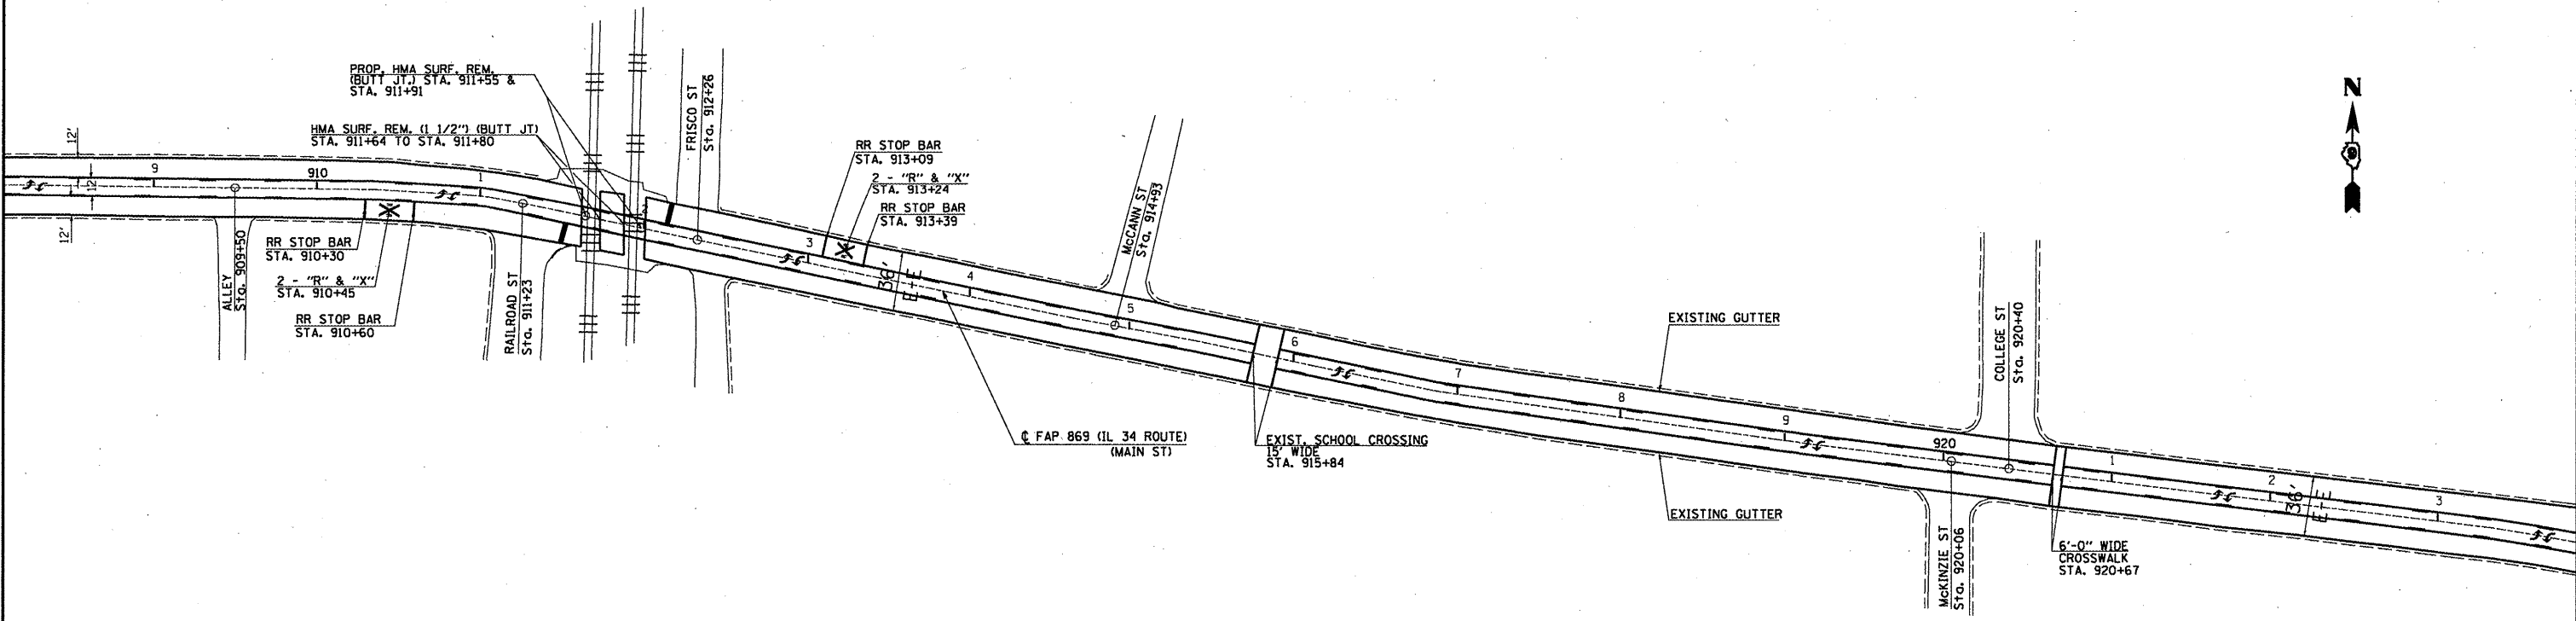 PROP. HMA SURF. REM.
(BUTT JT.) STA. 911+55 &
STA. 911+91
HMA SURF. REM. (1 1/2") (BUTT JT)
STA. 911+64 TO STA. 911+80
12'
12'
12'
9
910
1
2
ALLEY
Sta. 909+50
RR STOP BAR
STA. 910+30
2 - "R" & "X"
STA. 910+45
RR STOP BAR
STA. 910+60
RAILROAD ST
Sta. 911+23
FRISCO ST
Sta. 912+26
RR STOP BAR
STA. 913+09
2 - "R" & "X"
STA. 913+24
RR STOP BAR
STA. 913+39
3
36'
E-E
4
McCANN ST
Sta. 914+93
5
℄ FAP 869 (IL 34 ROUTE)
(MAIN ST)
6
EXIST. SCHOOL CROSSING
15' WIDE
STA. 915+84
7
8
EXISTING GUTTER
EXISTING GUTTER
9
920
McKINZIE ST
Sta. 920+06
COLLEGE ST
Sta. 920+40
6'-0" WIDE
CROSSWALK
STA. 920+67
1
2
36'
E-E
3
N